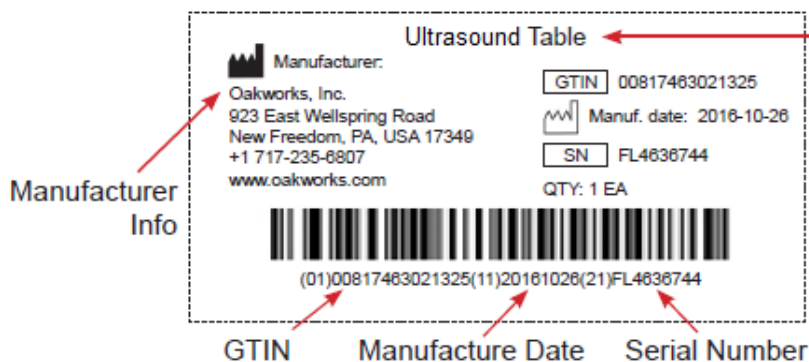 Ultrasound Table
Manufacturer:
Oakworks, Inc.
923 East Wellspring Road
New Freedom, PA, USA 17349
+1 717-235-6807
www.oakworks.com
GTIN 00817463021325
Manuf. date: 2016-10-26
SN FL4636744
QTY: 1 EA
Manufacturer
Info
(01)00817463021325(11)20161026(21)FL4636744
GTIN Manufacture Date Serial Number